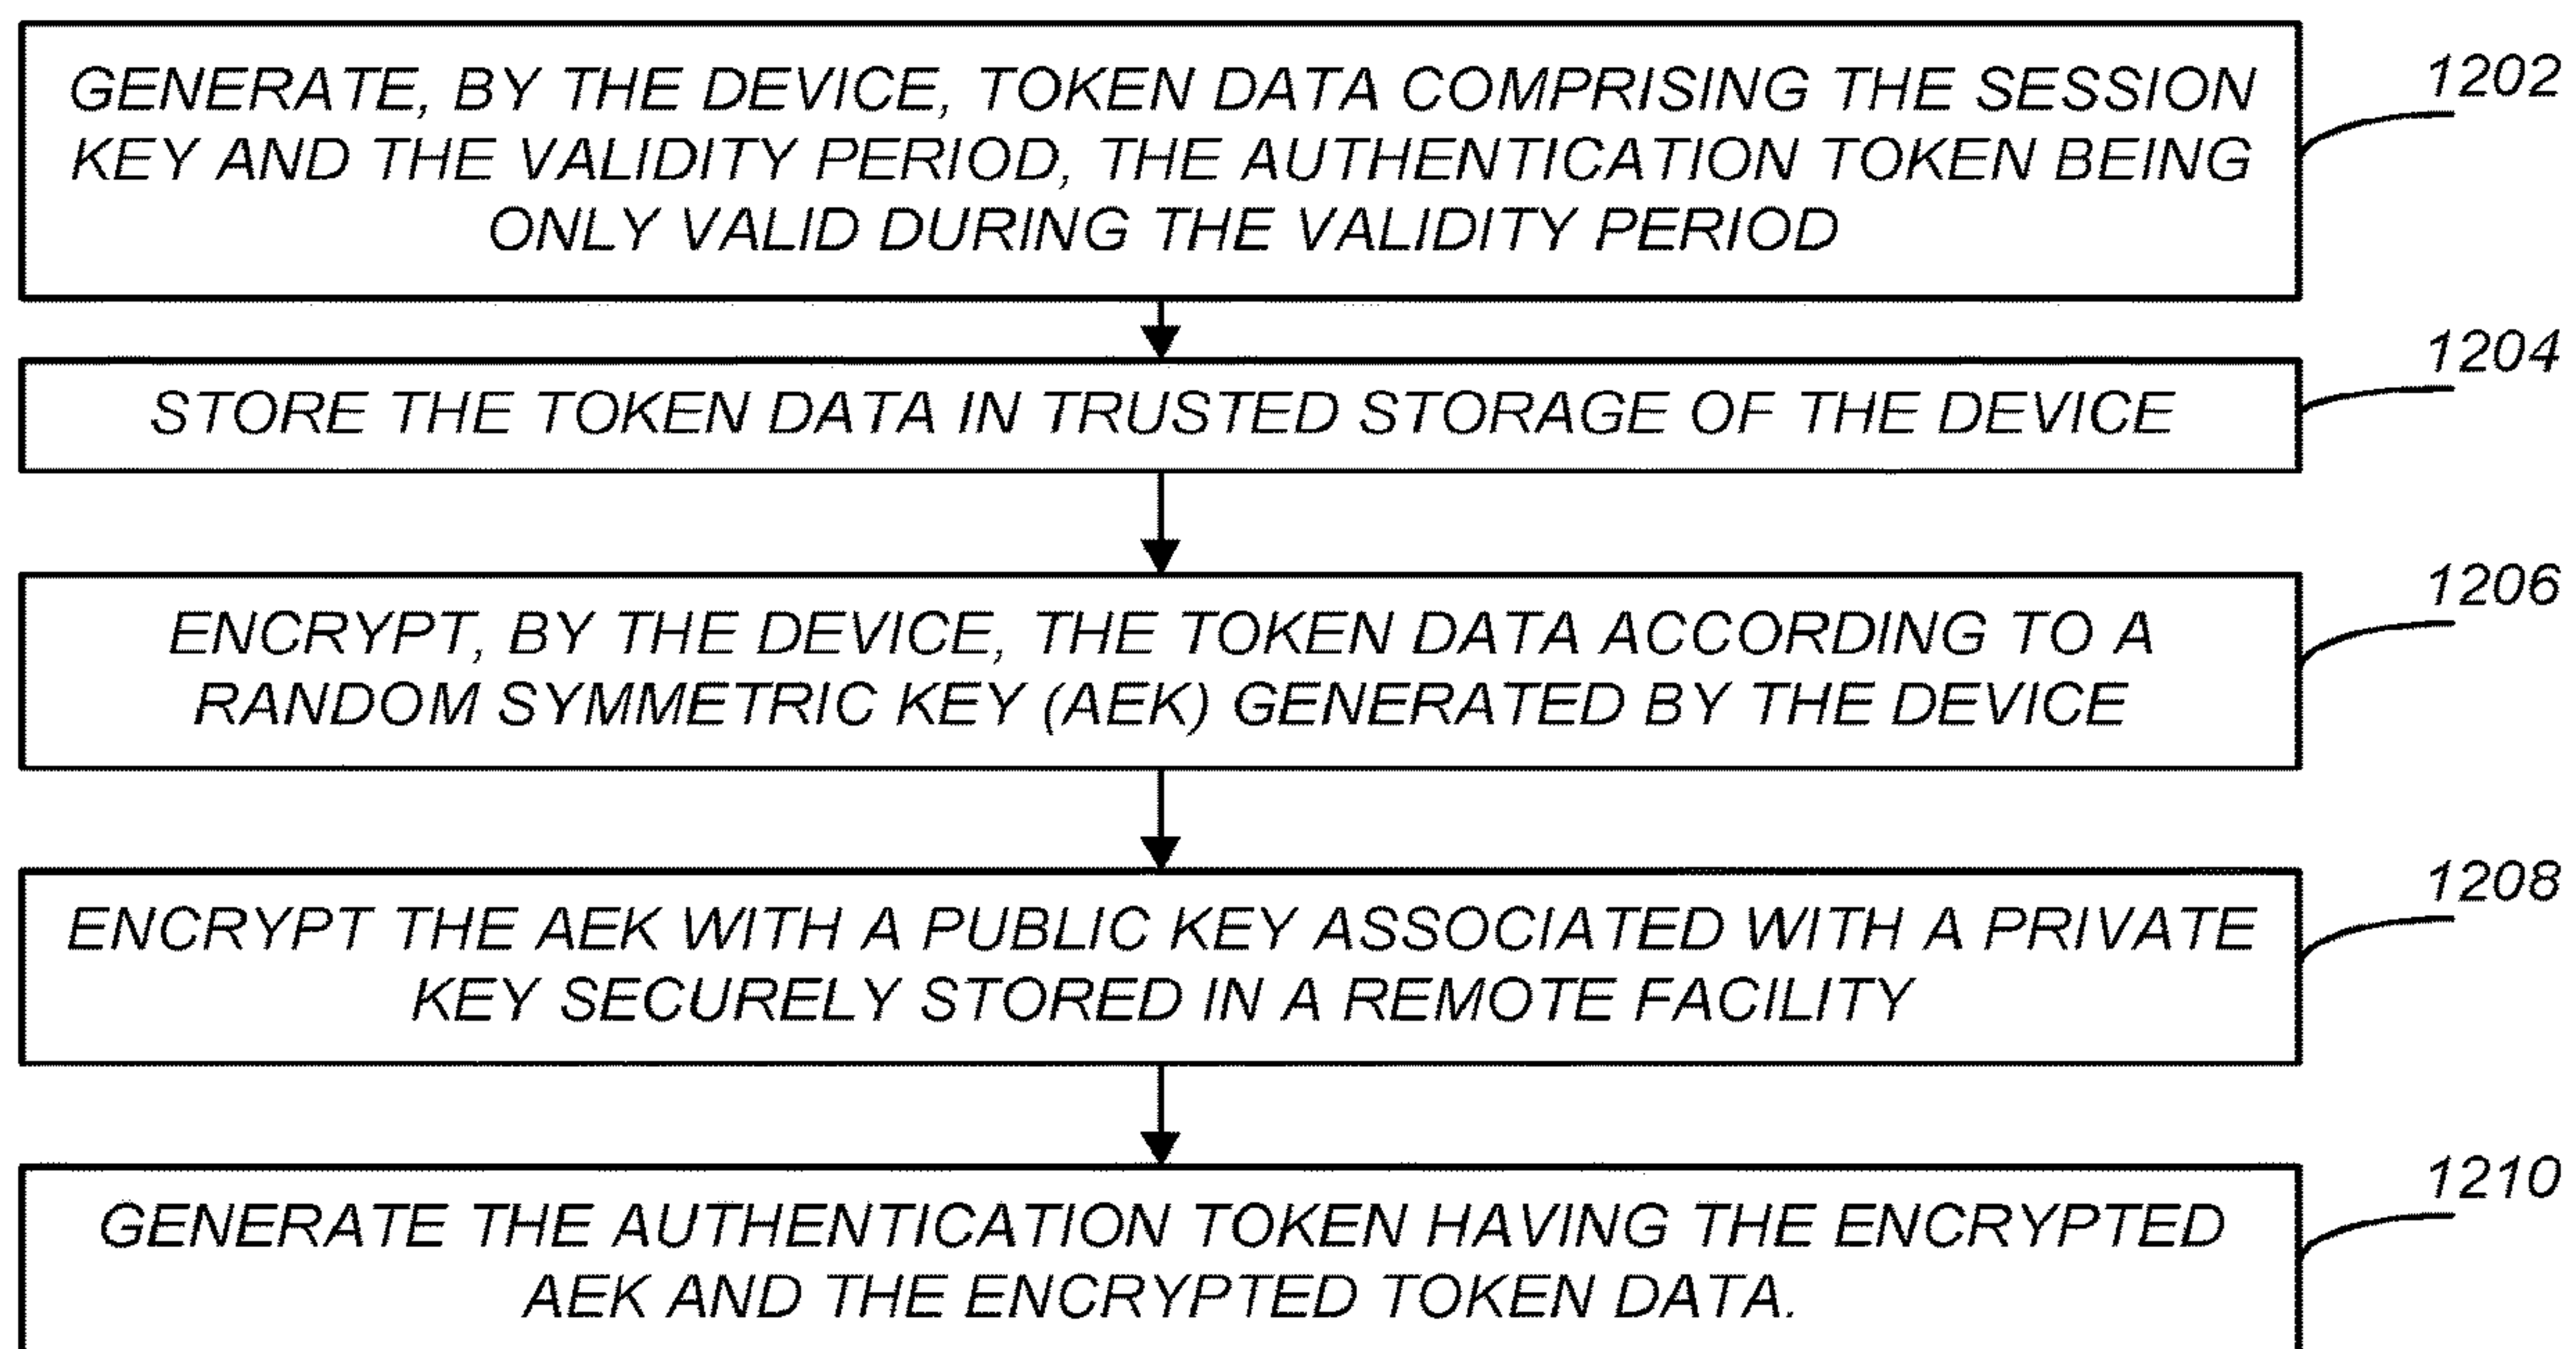 GENERATE, BY THE DEVICE, TOKEN DATA COMPRISING THE SESSION
KEY AND THE VALIDITY PERIOD, THE AUTHENTICATION TOKEN BEING
ONLY VALID DURING THE VALIDITY PERIOD
1202
STORE THE TOKEN DATA IN TRUSTED STORAGE OF THE DEVICE
1204
ENCRYPT, BY THE DEVICE, THE TOKEN DATA ACCORDING TO A
RANDOM SYMMETRIC KEY (AEK) GENERATED BY THE DEVICE
1206
ENCRYPT THE AEK WITH A PUBLIC KEY ASSOCIATED WITH A PRIVATE
KEY SECURELY STORED IN A REMOTE FACILITY
1208
GENERATE THE AUTHENTICATION TOKEN HAVING THE ENCRYPTED
AEK AND THE ENCRYPTED TOKEN DATA.
1210